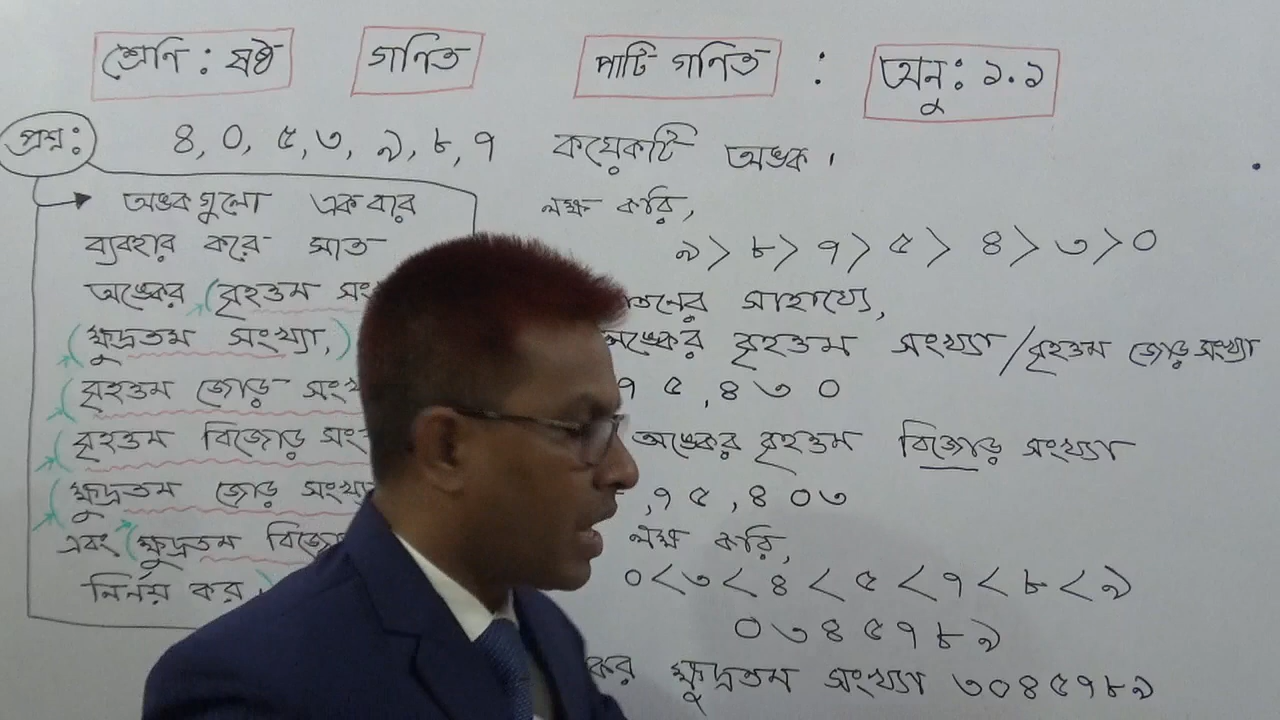 শ্রেনি : ষষ্ঠ গণিত পাটি গণিত : অনু: ১.১
প্রশ্ন: ৪, ০, ৫, ৩, ৯, ৮, ৭ কয়েকটি অঙ্ক।
অঙ্কগুলো একবার
ব্যবহার করে সাত
অঙ্কের (বৃহত্তম
(ক্ষুদ্রতম সংখ্যা,)
(বৃহত্তম জোড়
(বৃহত্তম বিজোড়
(ক্ষুদ্রতম জোড় সংখ্যা
এবং (ক্ষুদ্রতম
নির্নয় কর।)
লক্ষ করি,
৯ > ৮ > ৭ > ৫ > ৪ > ৩ > ০
সাহায্যে,
অঙ্কের বৃহত্তম সংখ্যা / বৃহত্তম জোড় সংখ্যা
৭ ৫ , ৪ ৩ ০
অঙ্কের বৃহত্তম বিজোড় সংখ্যা
, ৭ ৫ , ৪ ০ ৩
লক্ষ করি,
০ < ৩ < ৪ < ৫ < ৭ < ৮ < ৯
০ ৩ ৪ ৫ ৭ ৮ ৯
ক্ষুদ্রতম সংখ্যা ৩০৪৫৭৮৯